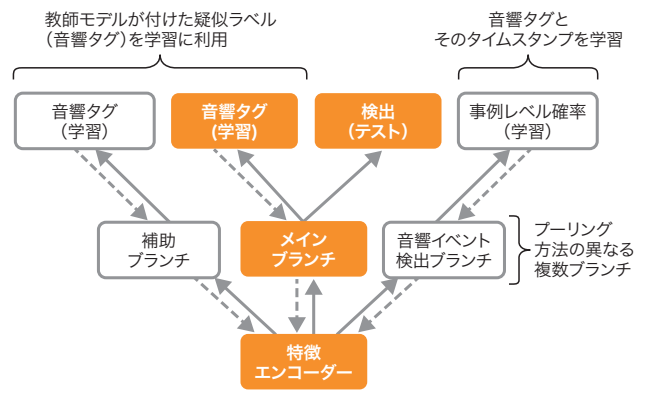 教師モデルが付けた疑似ラベル
（音響タグ）を学習に利用
音響タグと
そのタイムスタンプを学習
音響タグ
（学習）
音響タグ
(学習)
検出
（テスト）
事例レベル確率
（学習）
補助
ブランチ
メイン
ブランチ
音響イベント
検出ブランチ
プーリング
方法の異なる
複数ブランチ
特徴
エンコーダー